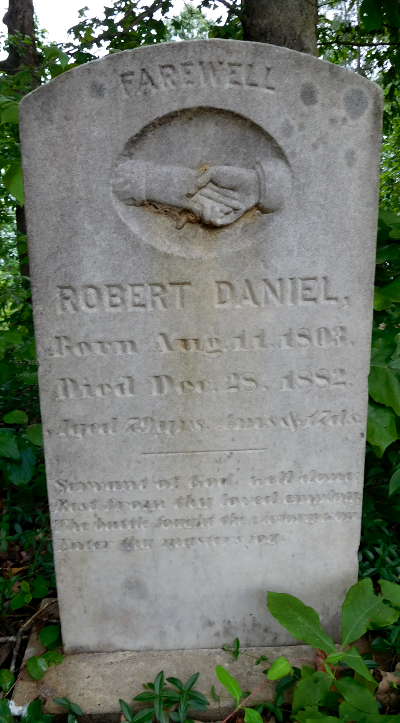 FAREWELL
ROBERT DANIEL,
Born Aug. 11. 1803.
Died Dec. 28. 1882.
Aged 79 yrs. 4ms & 17ds.
Servant of God, well done
Rest from thy loved employ
The battle fought the victory won
Enter thy masters joy.